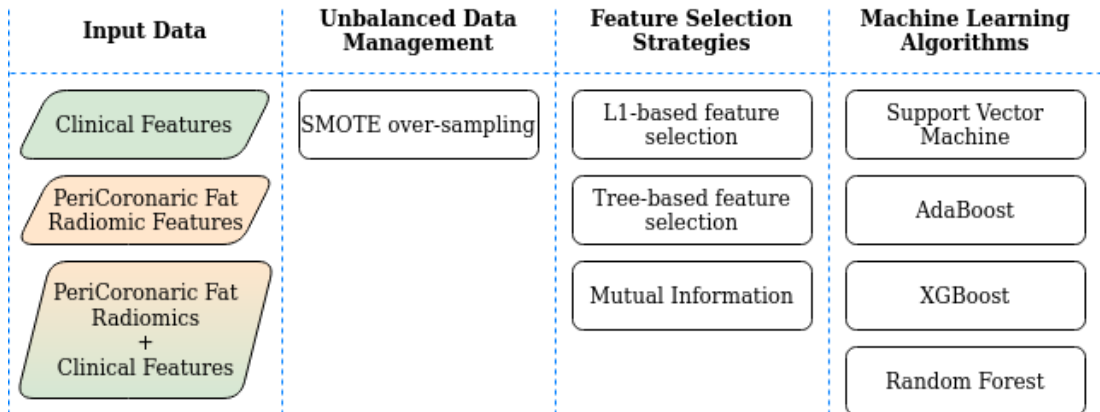 Input Data
Unbalanced Data
Management
Feature Selection
Strategies
Machine Learning
Algorithms
Clinical Features
SMOTE over-sampling
L1-based feature
selection
Support Vector
Machine
PeriCoronaric Fat
Radiomic Features
Tree-based feature
selection
AdaBoost
PeriCoronaric Fat
Radiomics
+
Clinical Features
Mutual Information
XGBoost
Random Forest